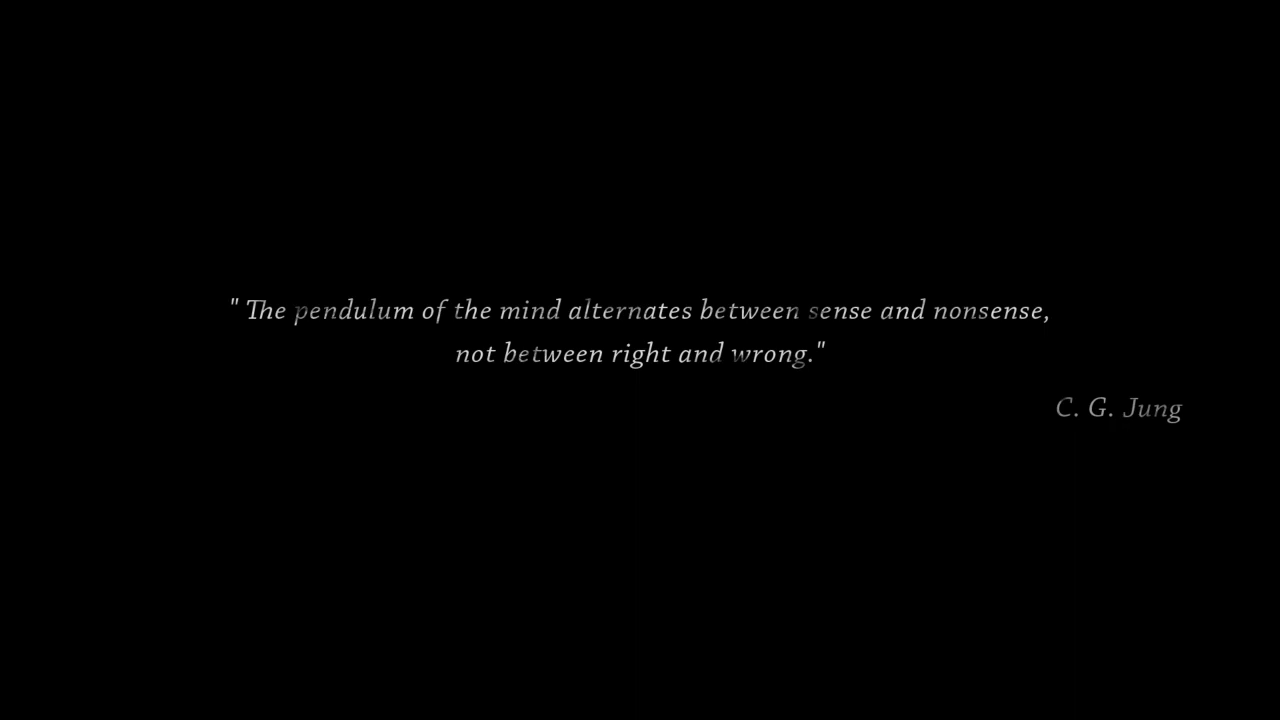 " The pendulum of the mind alternates between sense and nonsense,
not between right and wrong."
C. G. Jung